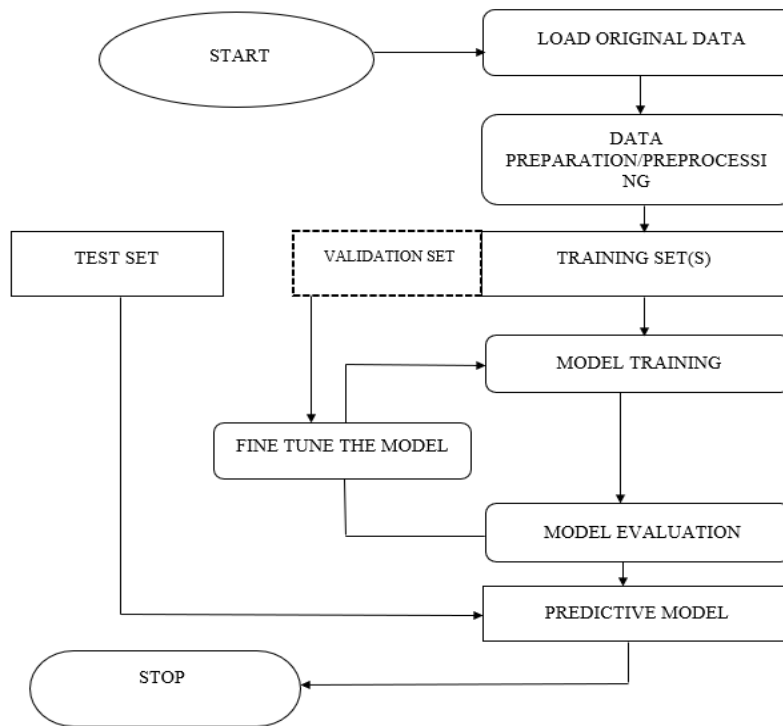 START
LOAD ORIGINAL DATA
DATA
PREPARATION/PREPROCESSI
NG
TEST SET
VALIDATION SET
TRAINING SET(S)
MODEL TRAINING
FINE TUNE THE MODEL
MODEL EVALUATION
PREDICTIVE MODEL
STOP